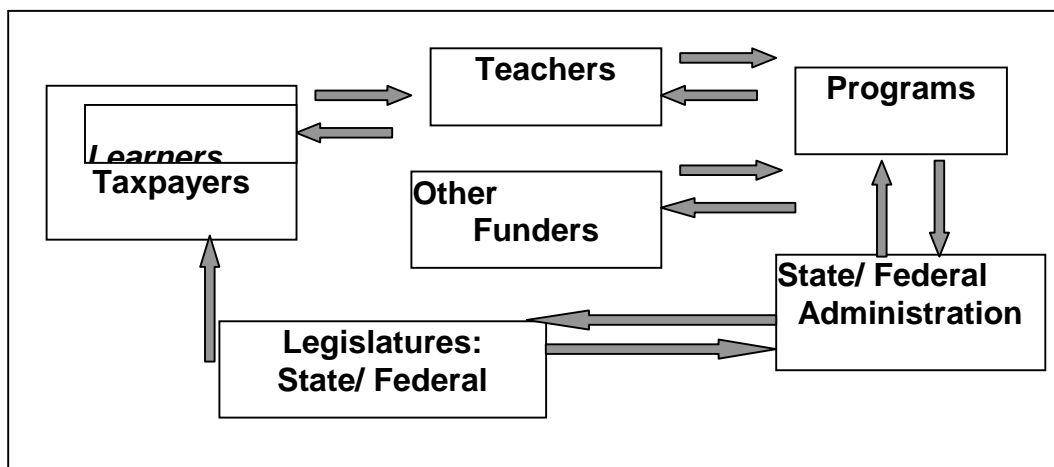 Teachers
Programs
Learners
Taxpayers
Other
Funders
State/ Federal
Administration
Legislatures:
State/ Federal